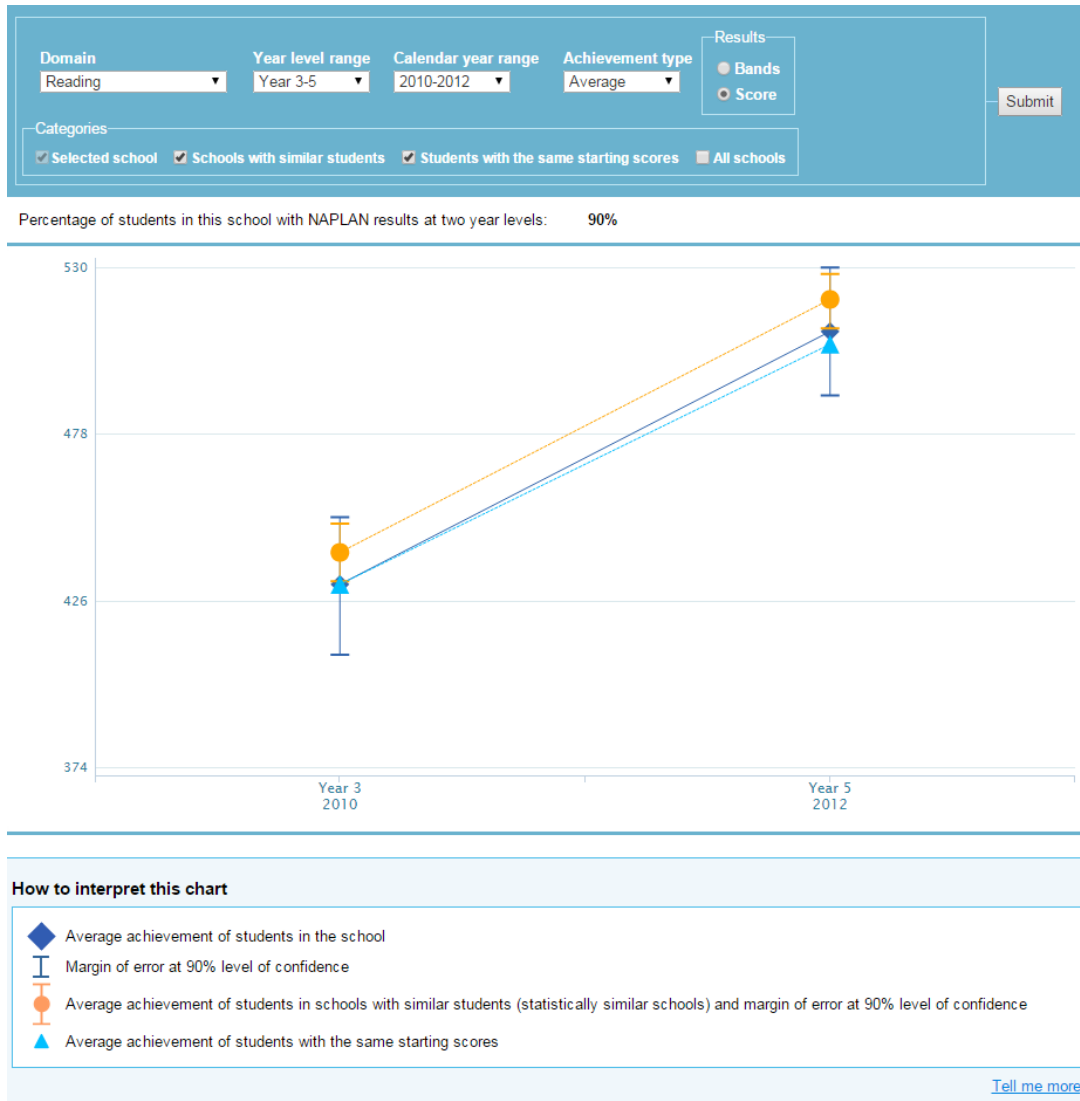 Results
Domain Year level range Calendar year range Achievement type
Bands
Reading Year 3-5 2010-2012 Average
Score
Submit
Categories
Selected school Schools with similar students Students with the same starting scores All schools
Percentage of students in this school with NAPLAN results at two year levels: 90%
530
478
426
374
Year 3 Year 5
2010 2012
How to interpret this chart
Average achievement of students in the school
Margin of error at 90% level of confidence
Average achievement of students in schools with similar students (statistically similar schools) and margin of error at 90% level of confidence
Average achievement of students with the same starting scores
Tell me more